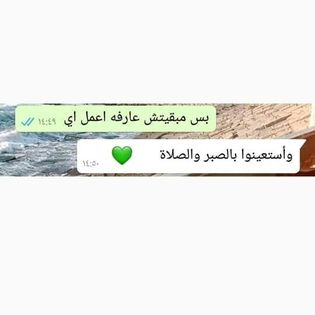 بس مبقيتش عارفه اعمل اي
١٤:٤٩
وأستعينوا بالصبر والصلاة 💚
١٤:٥٠